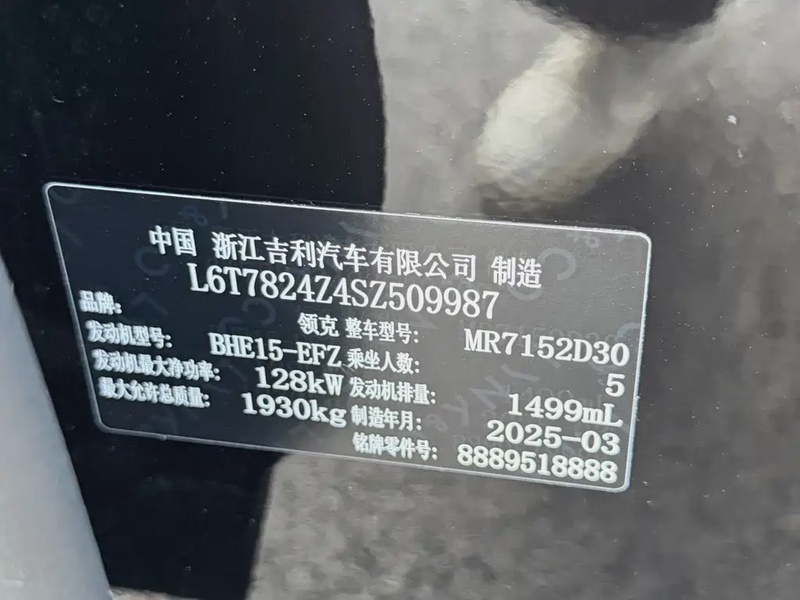 中国 浙江吉利汽车有限公司 制造
L6T7824Z4SZ509987
品牌: 领克 整车型号: MR7152D30
发动机型号: BHE15-EFZ 乘坐人数: 5
发动机最大净功率: 128kW 发动机排量: 1499mL
最大允许总质量: 1930kg 制造年月: 2025-03
铭牌零件号: 8889518888